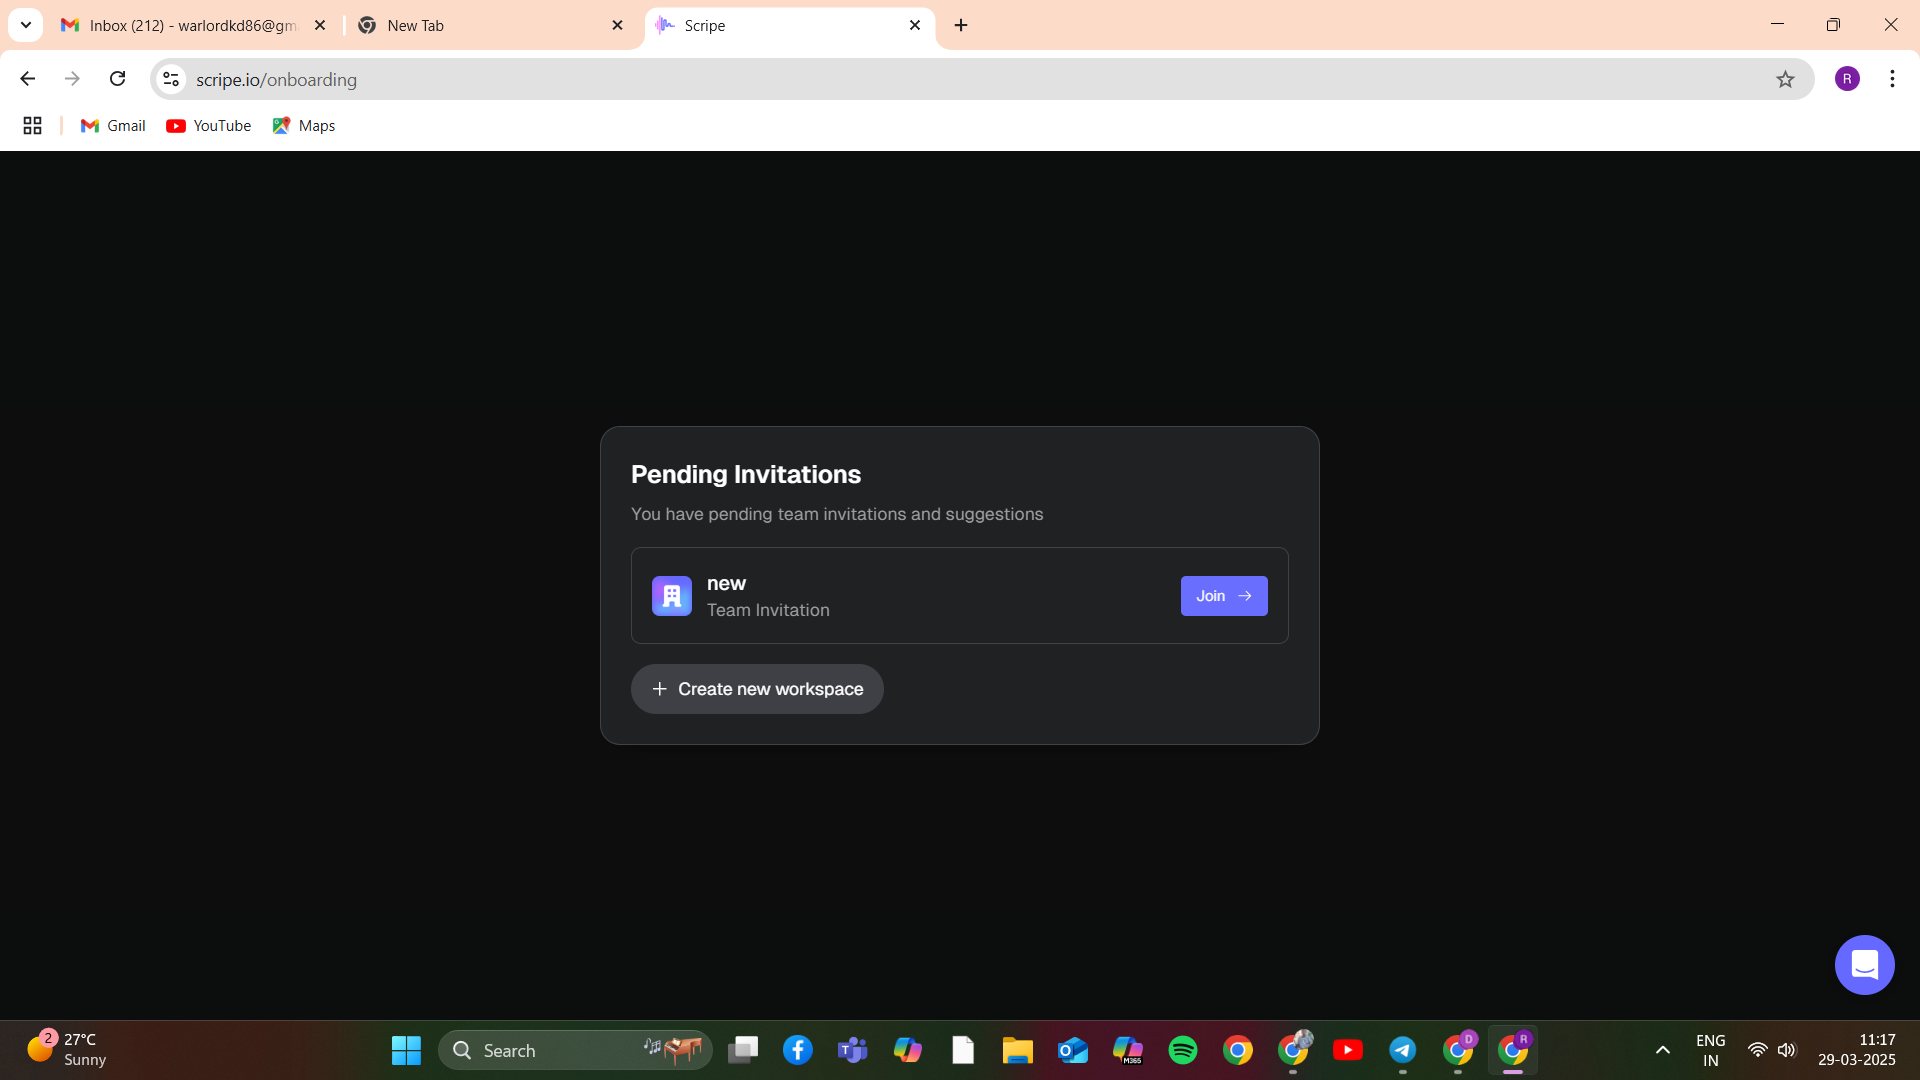 Inbox (212) - warlordkd86@gm
New Tab
Scripe
scripe.io/onboarding
R
Gmail
YouTube
Maps
Pending Invitations
You have pending team invitations and suggestions
new
Team Invitation
Join
Create new workspace
2
27°C
Sunny
Search
T
O
M365
D
R
ENG
IN
11:17
29-03-2025